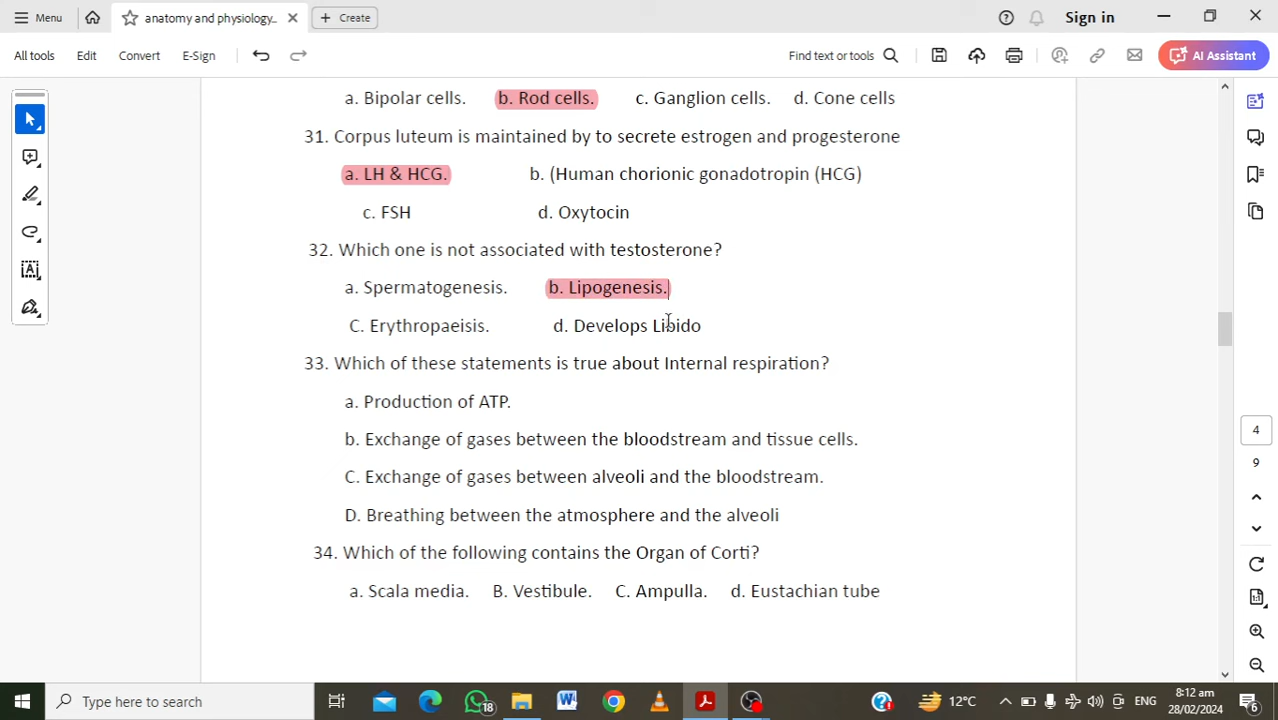 Menu anatomy and physiology... Create Sign in
All tools Edit Convert E-Sign Find text or tools AI Assistant
a. Bipolar cells. b. Rod cells. c. Ganglion cells. d. Cone cells
31. Corpus luteum is maintained by to secrete estrogen and progesterone
a. LH & HCG. b. (Human chorionic gonadotropin (HCG)
c. FSH d. Oxytocin
32. Which one is not associated with testosterone?
a. Spermatogenesis. b. Lipogenesis.
C. Erythropaeisis. d. Develops Libido
33. Which of these statements is true about Internal respiration?
a. Production of ATP.
b. Exchange of gases between the bloodstream and tissue cells.
C. Exchange of gases between alveoli and the bloodstream.
D. Breathing between the atmosphere and the alveoli
34. Which of the following contains the Organ of Corti?
a. Scala media. B. Vestibule. C. Ampulla. d. Eustachian tube
4
9
1:1
Type here to search 18 W 12°C ENG 8:12 am
28/02/2024 6